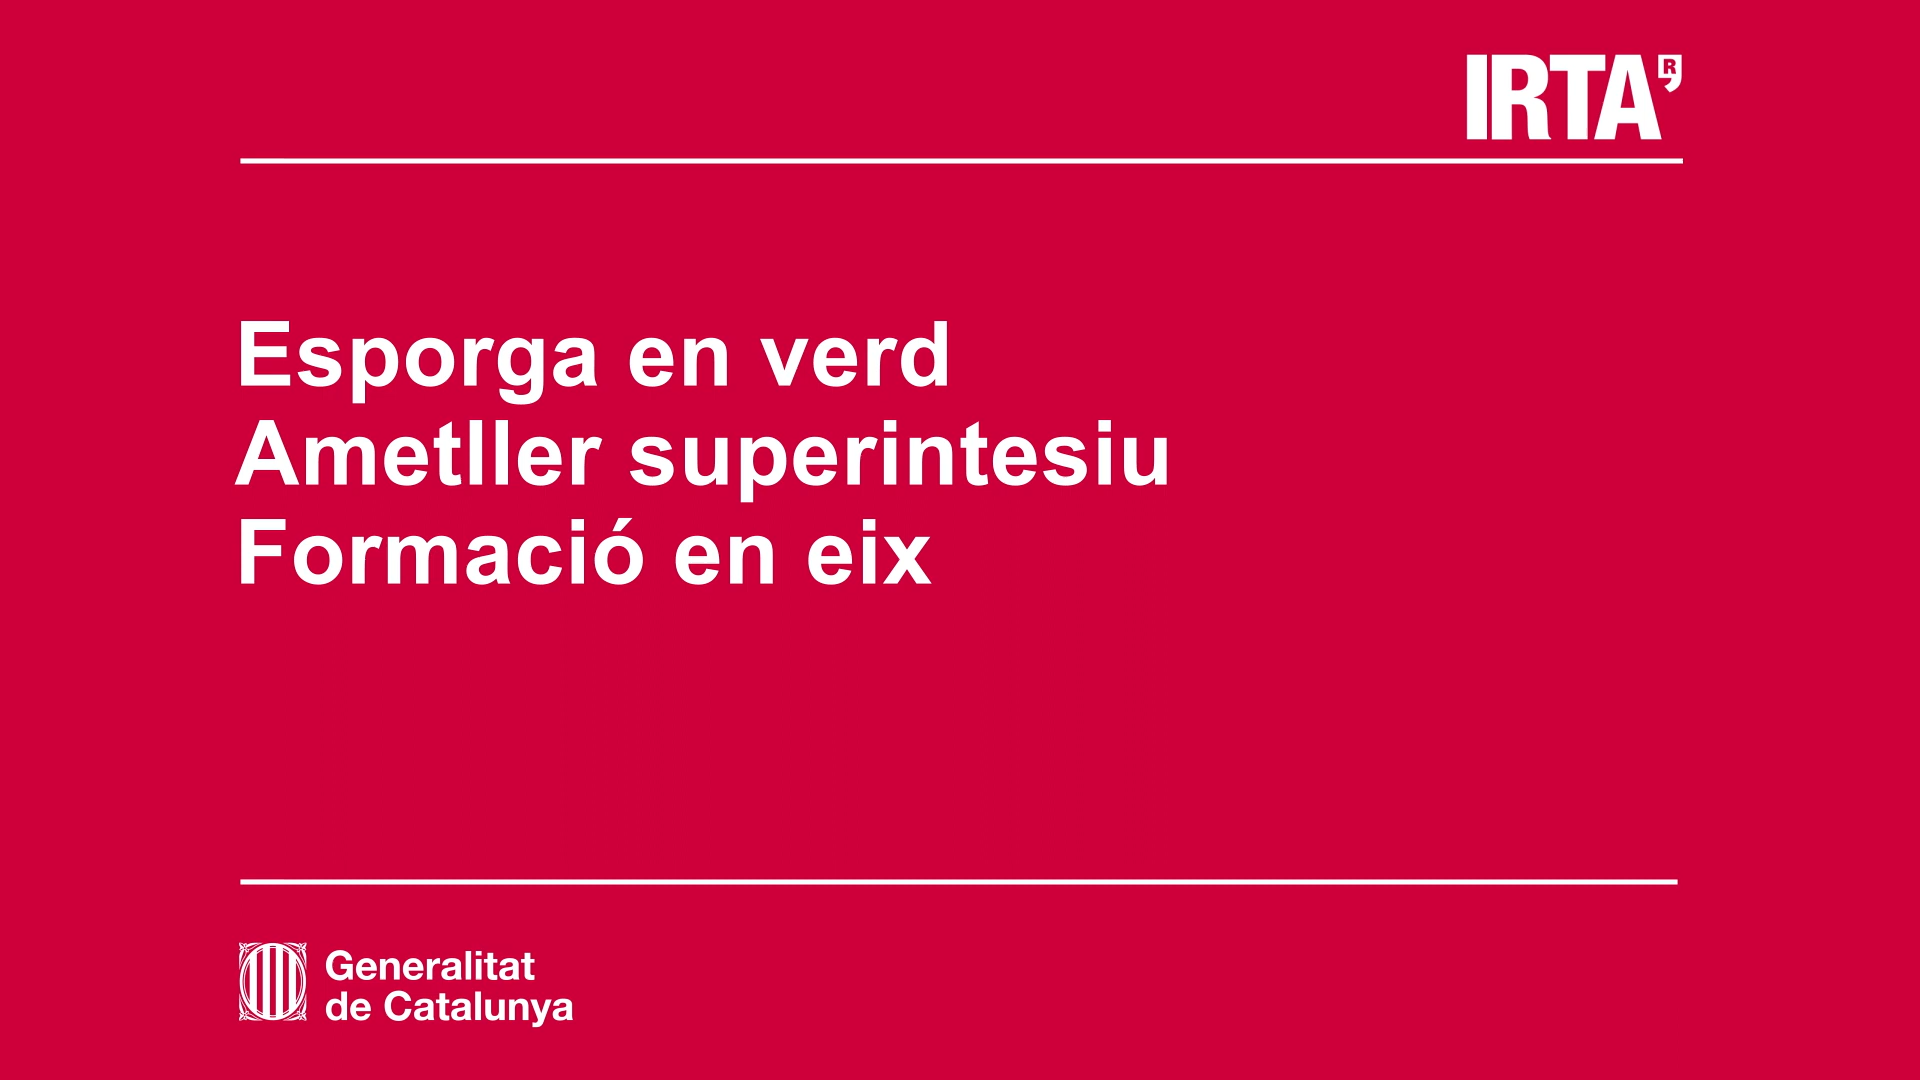 IRTA
R
Esporga en verd
Ametller superintesiu
Formació en eix
Generalitat
de Catalunya